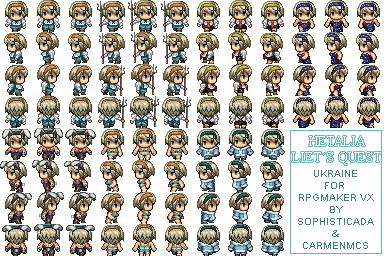 HETALIA
LIET'S QUEST
UKRAINE
FOR
RPGMAKER VX
BY
SOPHISTICADA
&
CARMENMCS